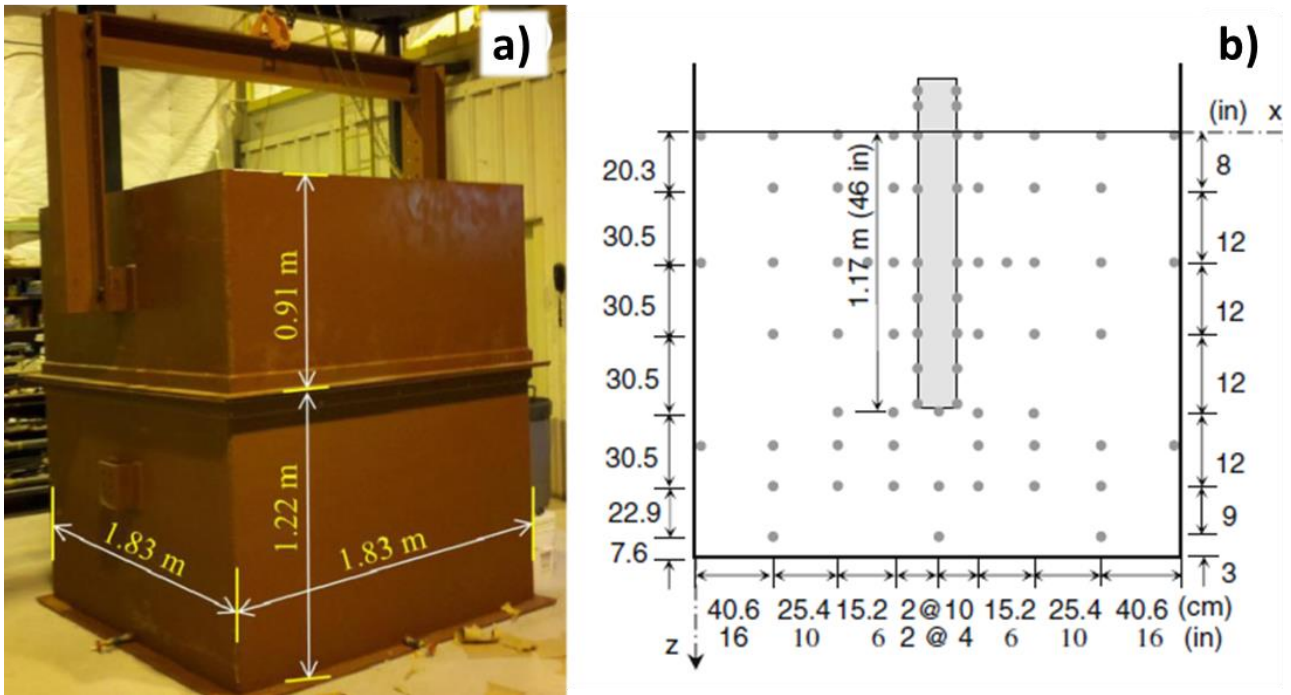 a)
0.91 m
1.22 m
1.83 m
1.83 m
b)
(in) x
20.3
30.5
30.5
30.5
30.5
22.9
7.6
1.17 m (46 in)
8
12
12
12
12
9
3
40.6 25.4 15.2 2 @ 10 15.2 25.4 40.6 (cm)
16 10 6 2 @ 4 6 10 16 (in)
z